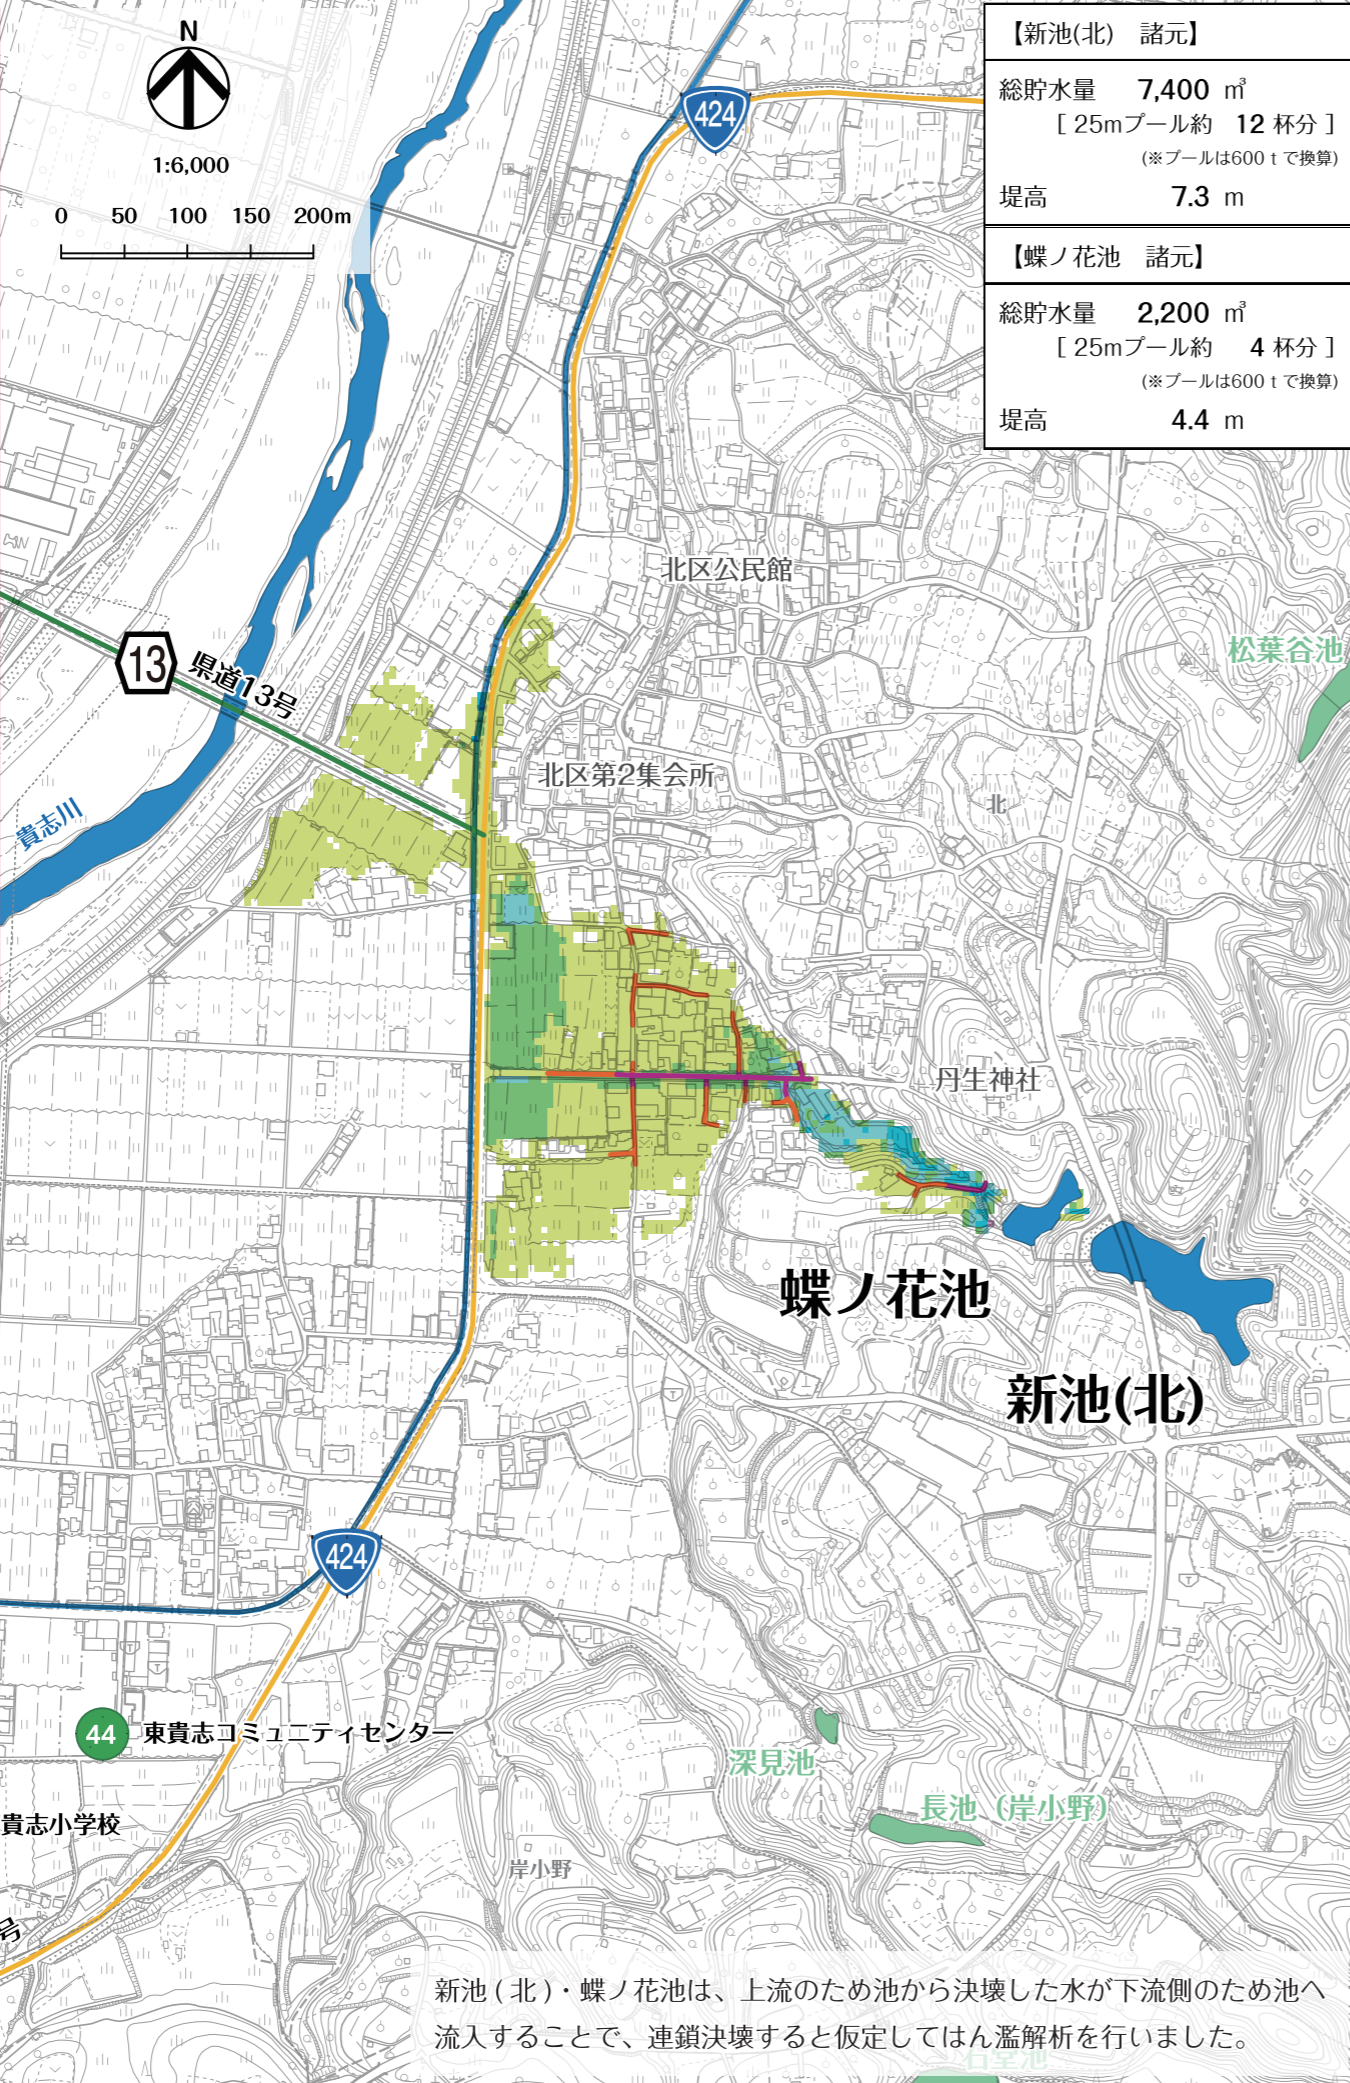 N
1:6,000
0 50 100 150 200m
【新池(北) 諸元】
総貯水量 7,400 ㎥
[ 25mプール約 12 杯分 ]
(※プールは600 t で換算)
堤高 7.3 m
【蝶ノ花池 諸元】
総貯水量 2,200 ㎥
[ 25mプール約 4 杯分 ]
(※プールは600 t で換算)
堤高 4.4 m
424
北区公民館
松葉谷池
13
県道13号
北区第2集会所
北
貴志川
丹生神社
蝶ノ花池
新池(北)
424
44
東貴志コミュニティセンター
深見池
長池（岸小野）
貴志小学校
岸小野
号
新池 ( 北 )・蝶ノ花池は、上流のため池から決壊した水が下流側のため池へ
流入することで、連鎖決壊すると仮定してはん濫解析を行いました。